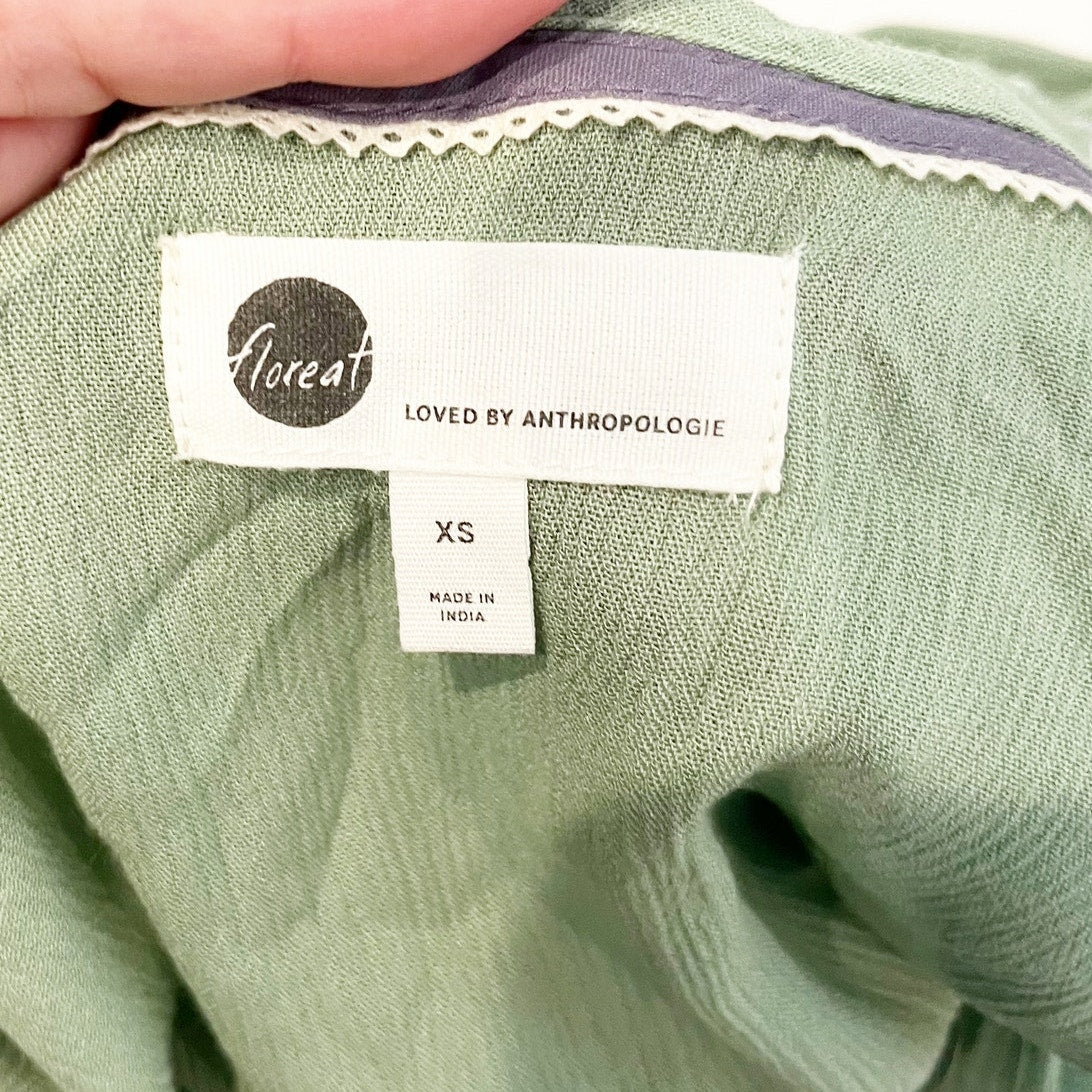 floreat
LOVED BY ANTHROPOLOGIE
XS
MADE IN
INDIA